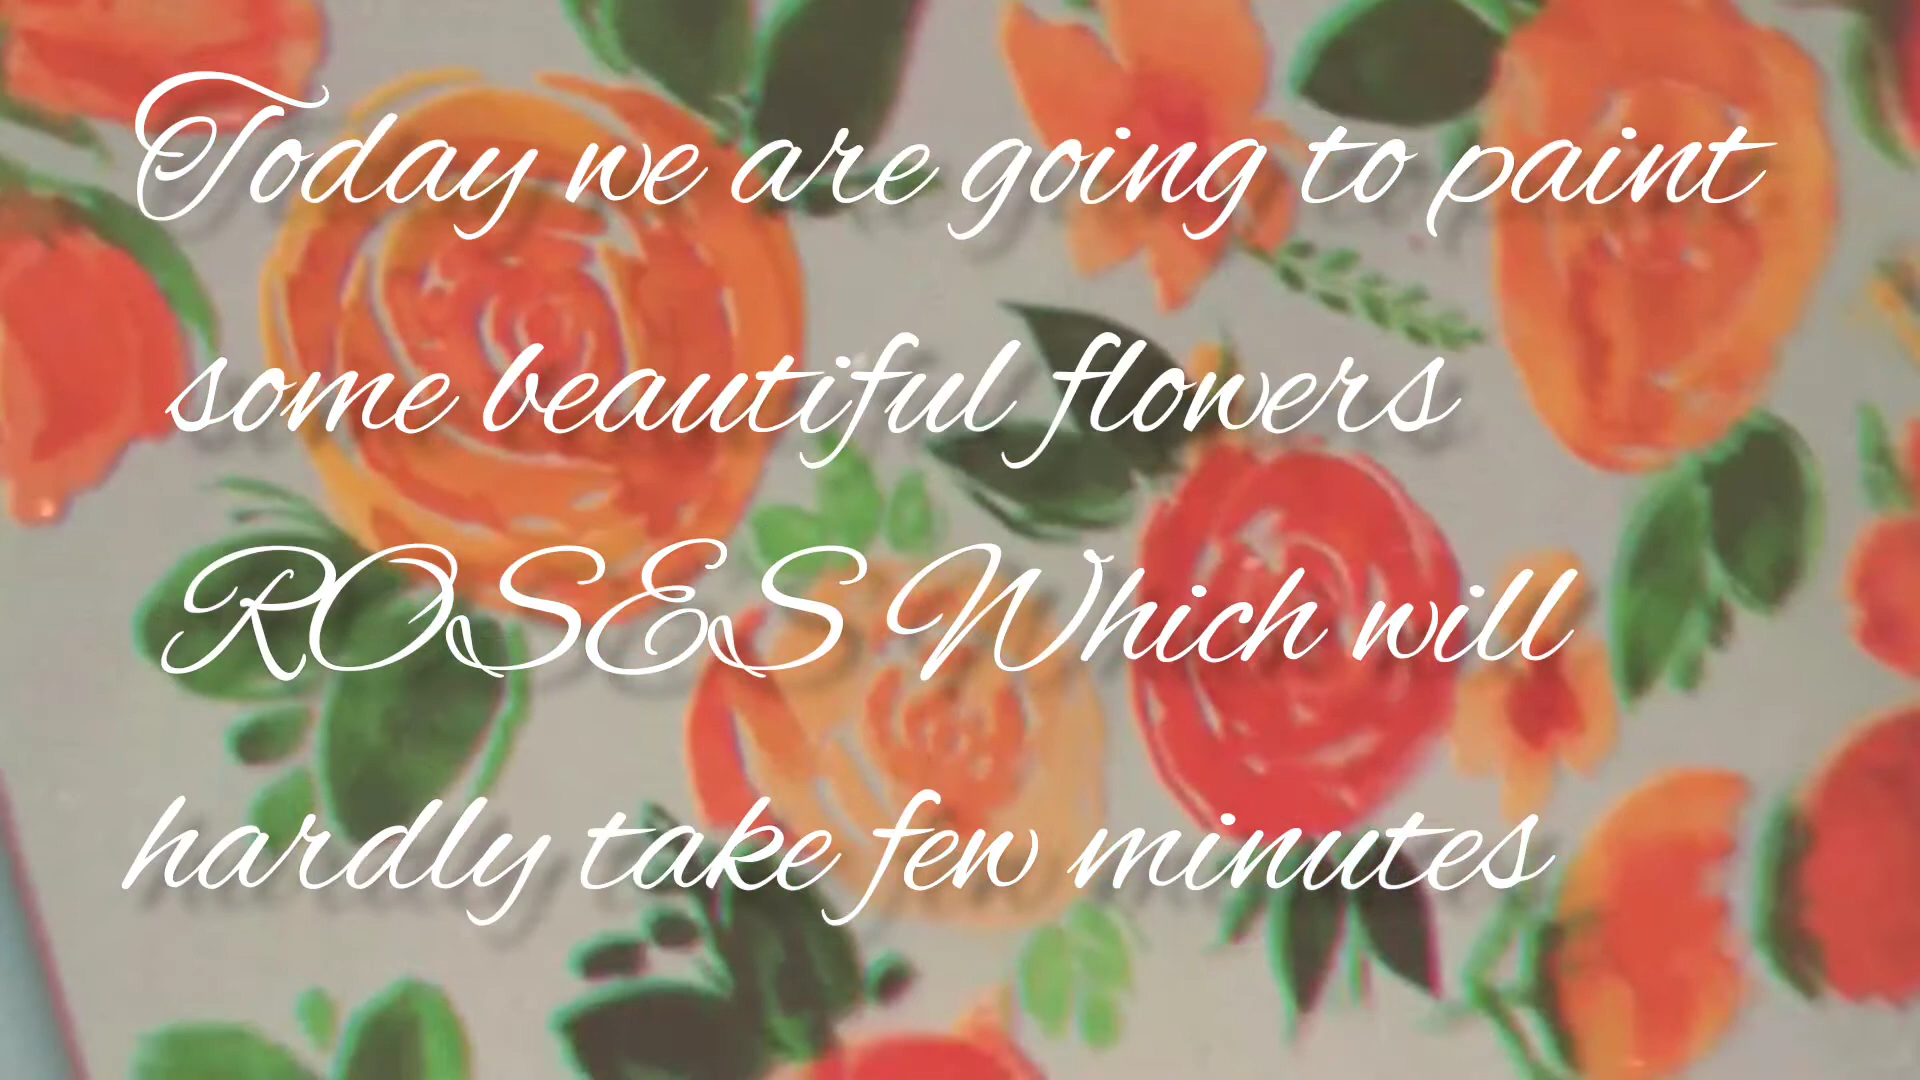 Today we are going to paint
some beautiful flowers
ROSES Which will
hardly take few minutes